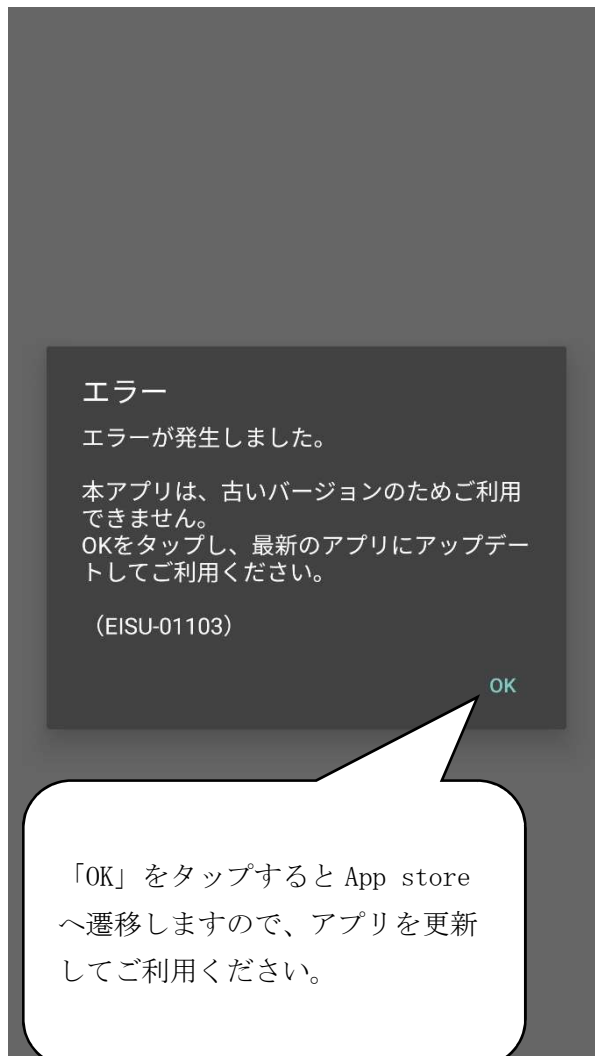 エラー
エラーが発生しました。
本アプリは、古いバージョンのためご利用
できません。
OKをタップし、最新のアプリにアップデー
トしてご利用ください。
（EISU-01103）
OK
「OK」をタップすると App store
へ遷移しますので、アプリを更新
してご利用ください。